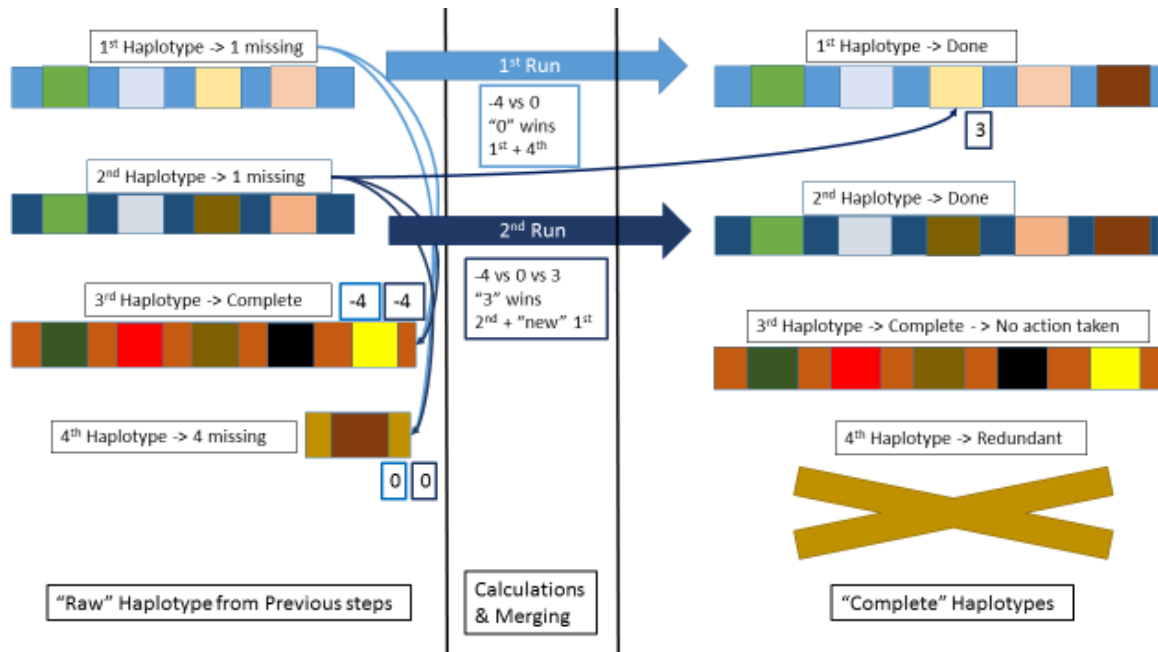 1st Haplotype -> 1 missing
1st Run
-4 vs 0
“0” wins
1st + 4th
1st Haplotype -> Done
3
2nd Haplotype -> 1 missing
2nd Run
-4 vs 0 vs 3
“3” wins
2nd + “new” 1st
2nd Haplotype -> Done
3rd Haplotype -> Complete
-4 -4
3rd Haplotype -> Complete - > No action taken
4th Haplotype -> 4 missing
0 0
4th Haplotype -> Redundant
“Raw” Haplotype from Previous steps
Calculations
& Merging
“Complete” Haplotypes